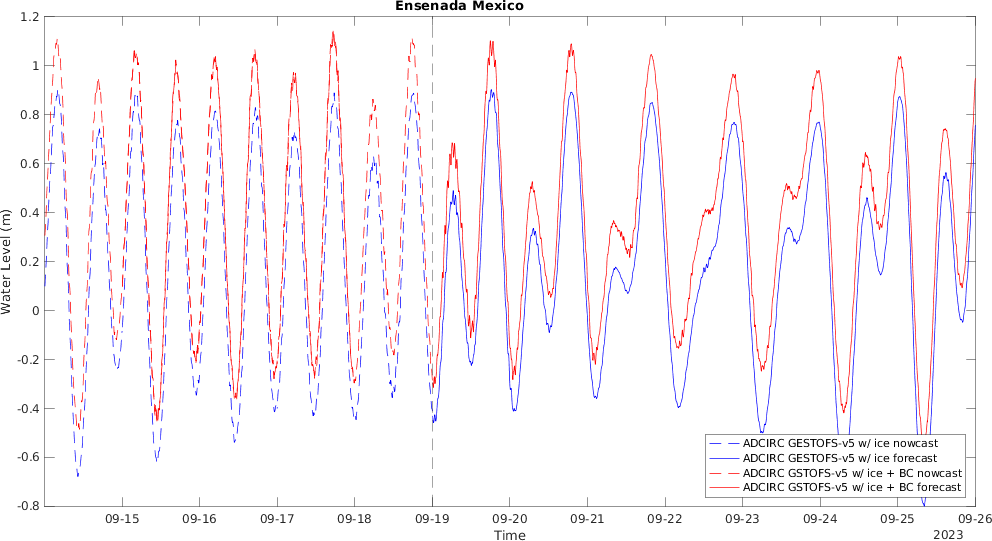 Ensenada Mexico
Water Level (m)
1.2
1
0.8
0.6
0.4
0.2
0
-0.2
-0.4
-0.6
-0.8
ADCIRC GESTOFS-v5 w/ ice nowcast
ADCIRC GESTOFS-v5 w/ ice forecast
ADCIRC GSTOFS-v5 w/ ice + BC nowcast
ADCIRC GSTOFS-v5 w/ ice + BC forecast
09-15 09-16 09-17 09-18 09-19 09-20 09-21 09-22 09-23 09-24 09-25 09-26
Time
2023